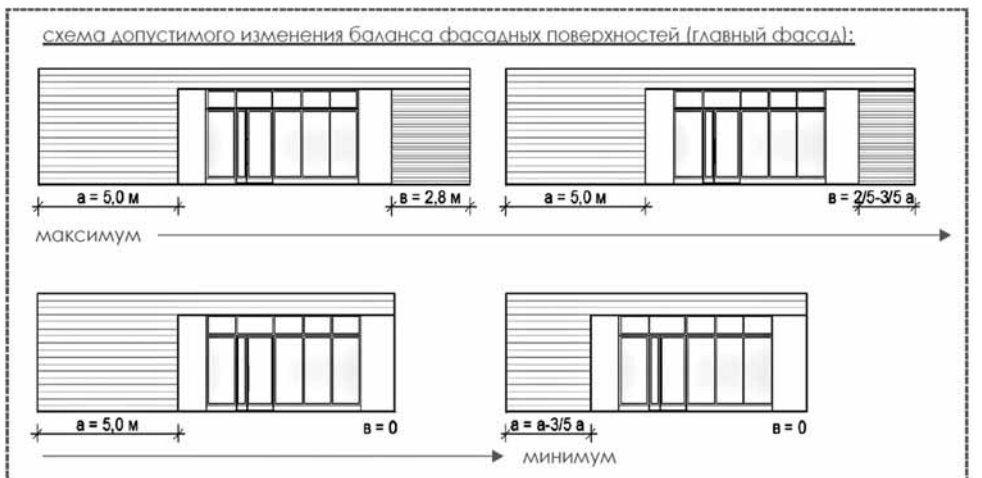 схема допустимого изменения баланса фасадных поверхностей (главный фасад):
а = 5,0 м
в = 2,8 м
а = 5,0 м
в = 2/5-3/5 а
максимум
а = 5,0 м
в = 0
а = а-3/5 а
в = 0
минимум